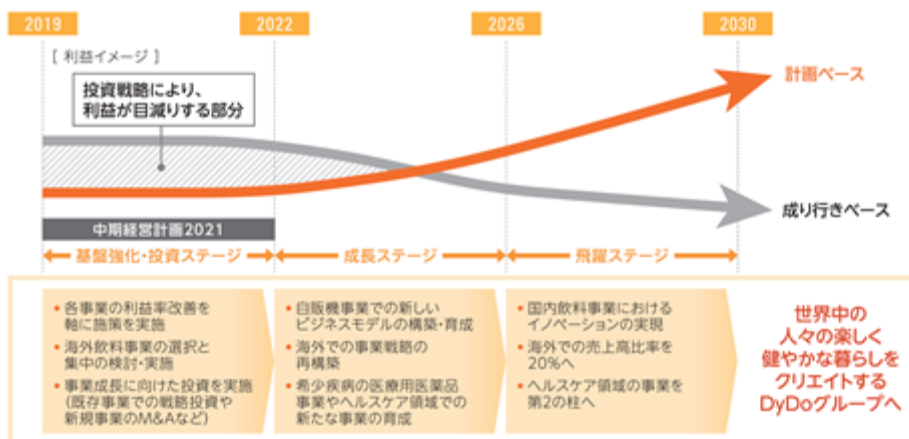 2019
2022
2026
2030
[ 利益イメージ ]
投資戦略により、
利益が目減りする部分
計画ベース
成り行きベース
中期経営計画2021
基盤強化・投資ステージ
成長ステージ
飛躍ステージ
• 各事業の利益率改善を
軸に施策を実施
• 海外飲料事業の選択と
集中の検討・実施
• 事業成長に向けた投資を実施
(既存事業での戦略投資や
新規事業のM&Aなど)
• 自販機事業での新しい
ビジネスモデルの構築・育成
• 海外での事業戦略の
再構築
• 希少疾病の医療用医薬品
事業やヘルスケア領域での
新たな事業の育成
• 国内飲料事業における
イノベーションの実現
• 海外での売上高比率を
20%へ
• ヘルスケア領域の事業を
第2の柱へ
世界中の
人々の楽しく
健やかな暮らしを
クリエイトする
DyDoグループへ